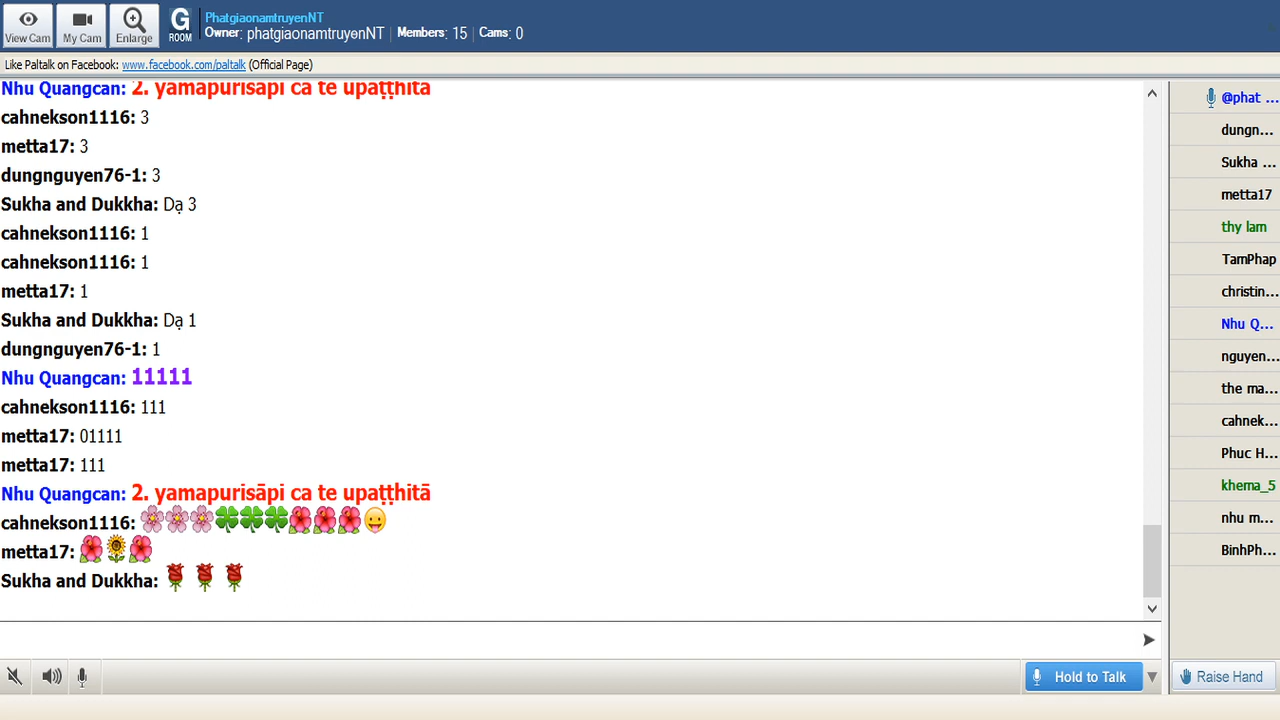 View Cam
My Cam
Enlarge
G
ROOM
PhatgiaonamtruyenNT
Owner: phatgiaonamtruyenNT | Members: 15 | Cams: 0
Like Paltalk on Facebook: www.facebook.com/paltalk (Official Page)
Nhu Quangcan: 2. yamapurisāpi ca te upaṭṭhitā
cahnekson1116: 3
metta17: 3
dungnguyen76-1: 3
Sukha and Dukkha: Dạ 3
cahnekson1116: 1
cahnekson1116: 1
metta17: 1
Sukha and Dukkha: Dạ 1
dungnguyen76-1: 1
Nhu Quangcan: 11111
cahnekson1116: 111
metta17: 01111
metta17: 111
Nhu Quangcan: 2. yamapurisāpi ca te upaṭṭhitā
cahnekson1116: 🌸🌸🌸🍀🍀🍀🌺🌺🌺😛
metta17: 🌺🌻🌺
Sukha and Dukkha: 🌹 🌹 🌹
@phat ...
dungn...
Sukha ...
metta17
thy lam
TamPhap
christin...
Nhu Q...
nguyen...
the ma...
cahnek...
Phuc H...
khema_5
nhu m...
BinhPh...
Hold to Talk
Raise Hand